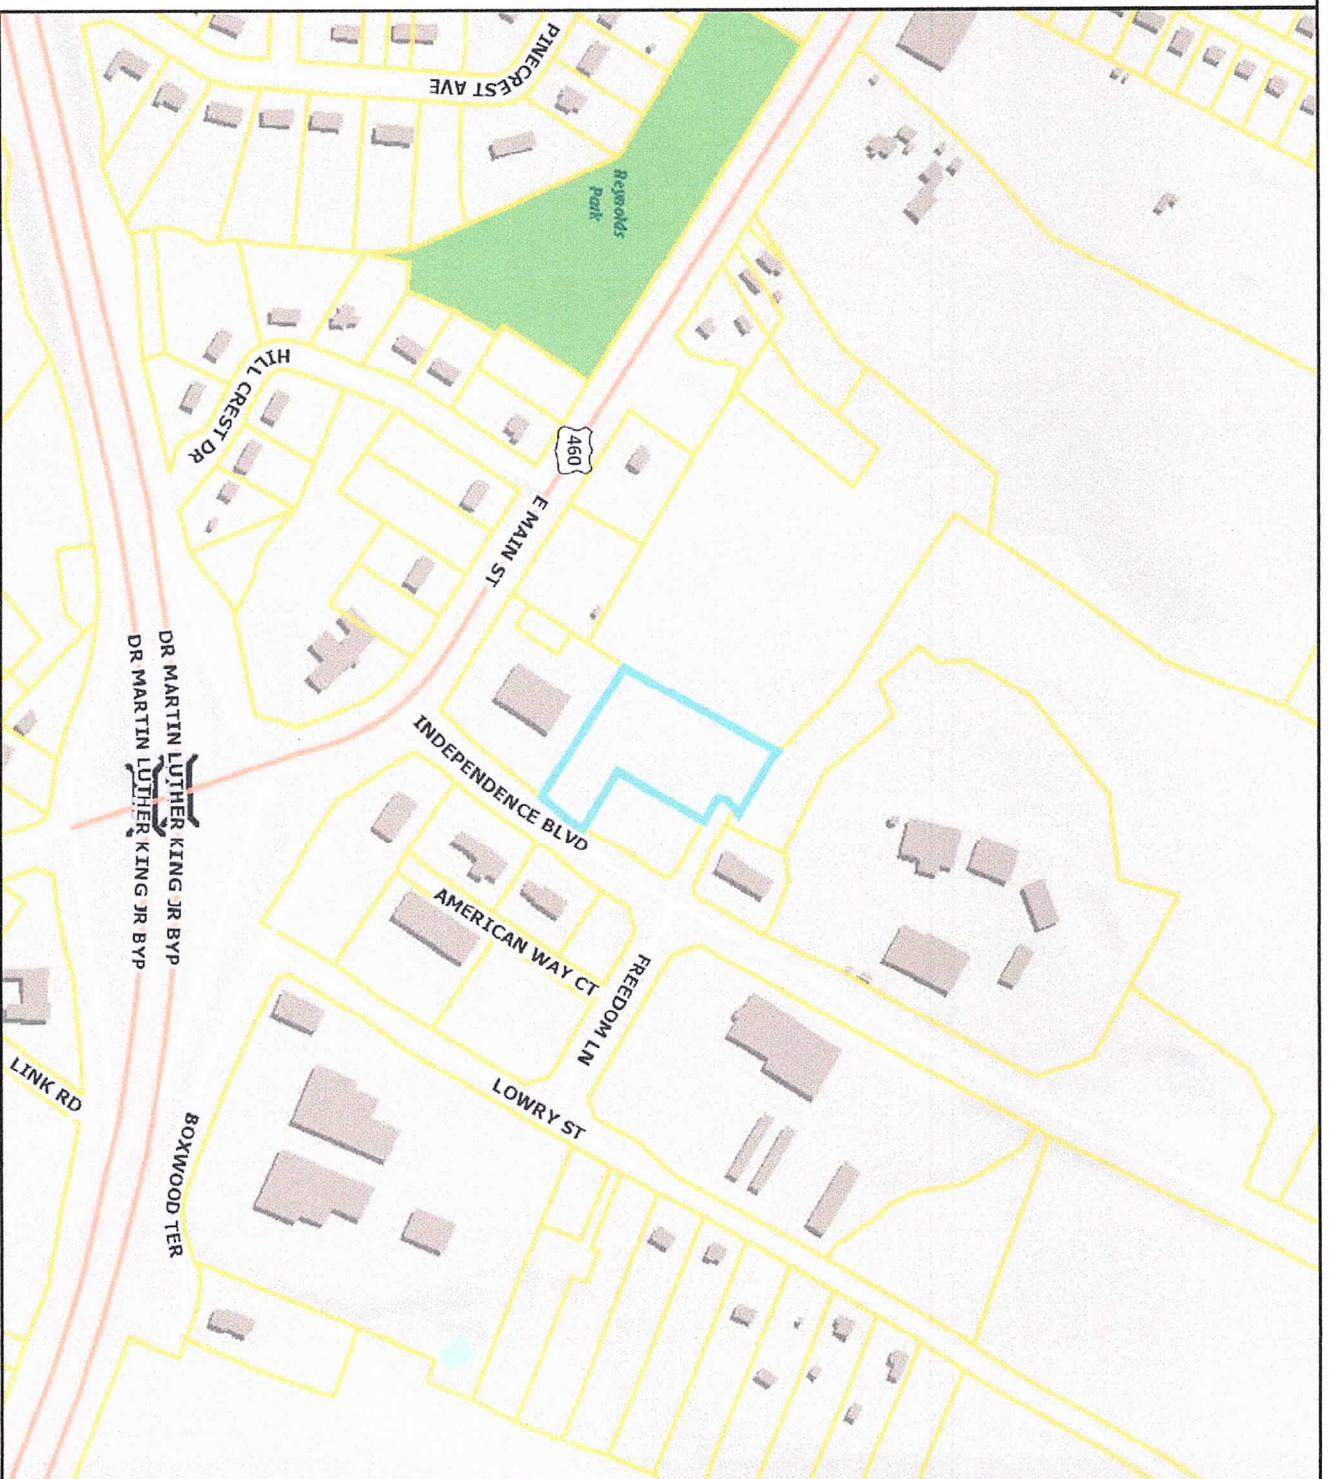 PINECREST AVE
Reynolds
Park
HILL CREST DR
460
E MAIN ST
DR MARTIN LUTHER KING JR BYP
DR MARTIN LUTHER KING JR BYP
INDEPENDENCE BLVD
AMERICAN WAY CT
FREEDOM LN
LOWRY ST
LINK RD
BOXWOOD TER